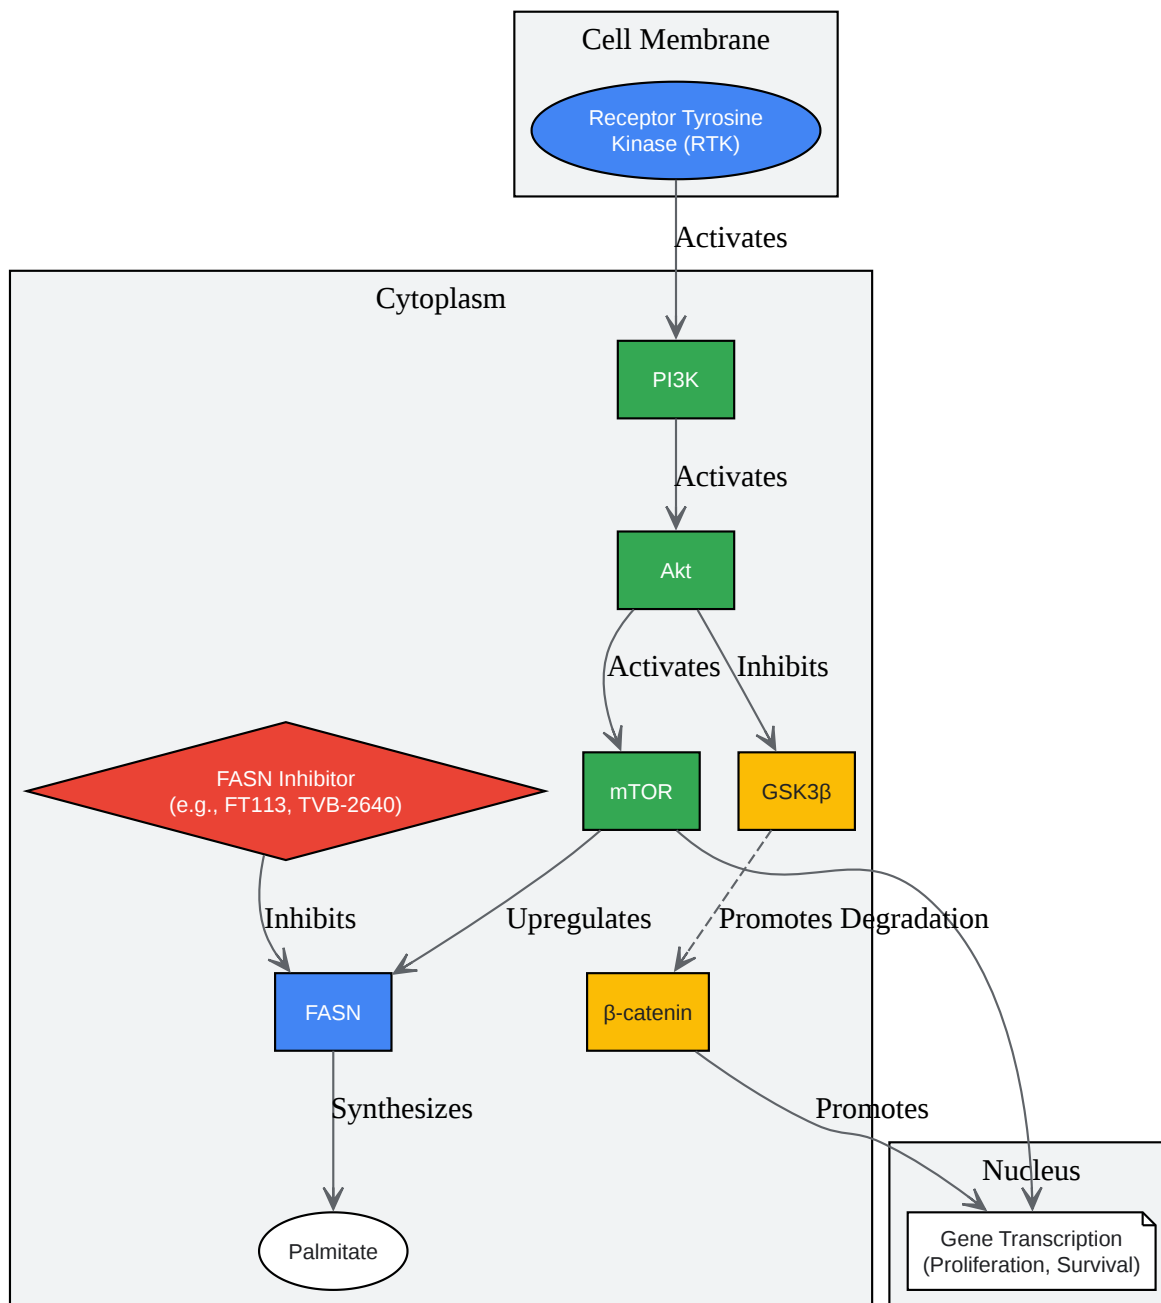 Cell Membrane
Receptor Tyrosine
Kinase (RTK)
Activates
Cytoplasm
PI3K
Activates
Akt
Activates
Inhibits
FASN Inhibitor
(e.g., FT113, TVB-2640)
mTOR
GSK3β
Inhibits
Upregulates
Promotes Degradation
FASN
β-catenin
Synthesizes
Promotes
Nucleus
Palmitate
Gene Transcription
(Proliferation, Survival)